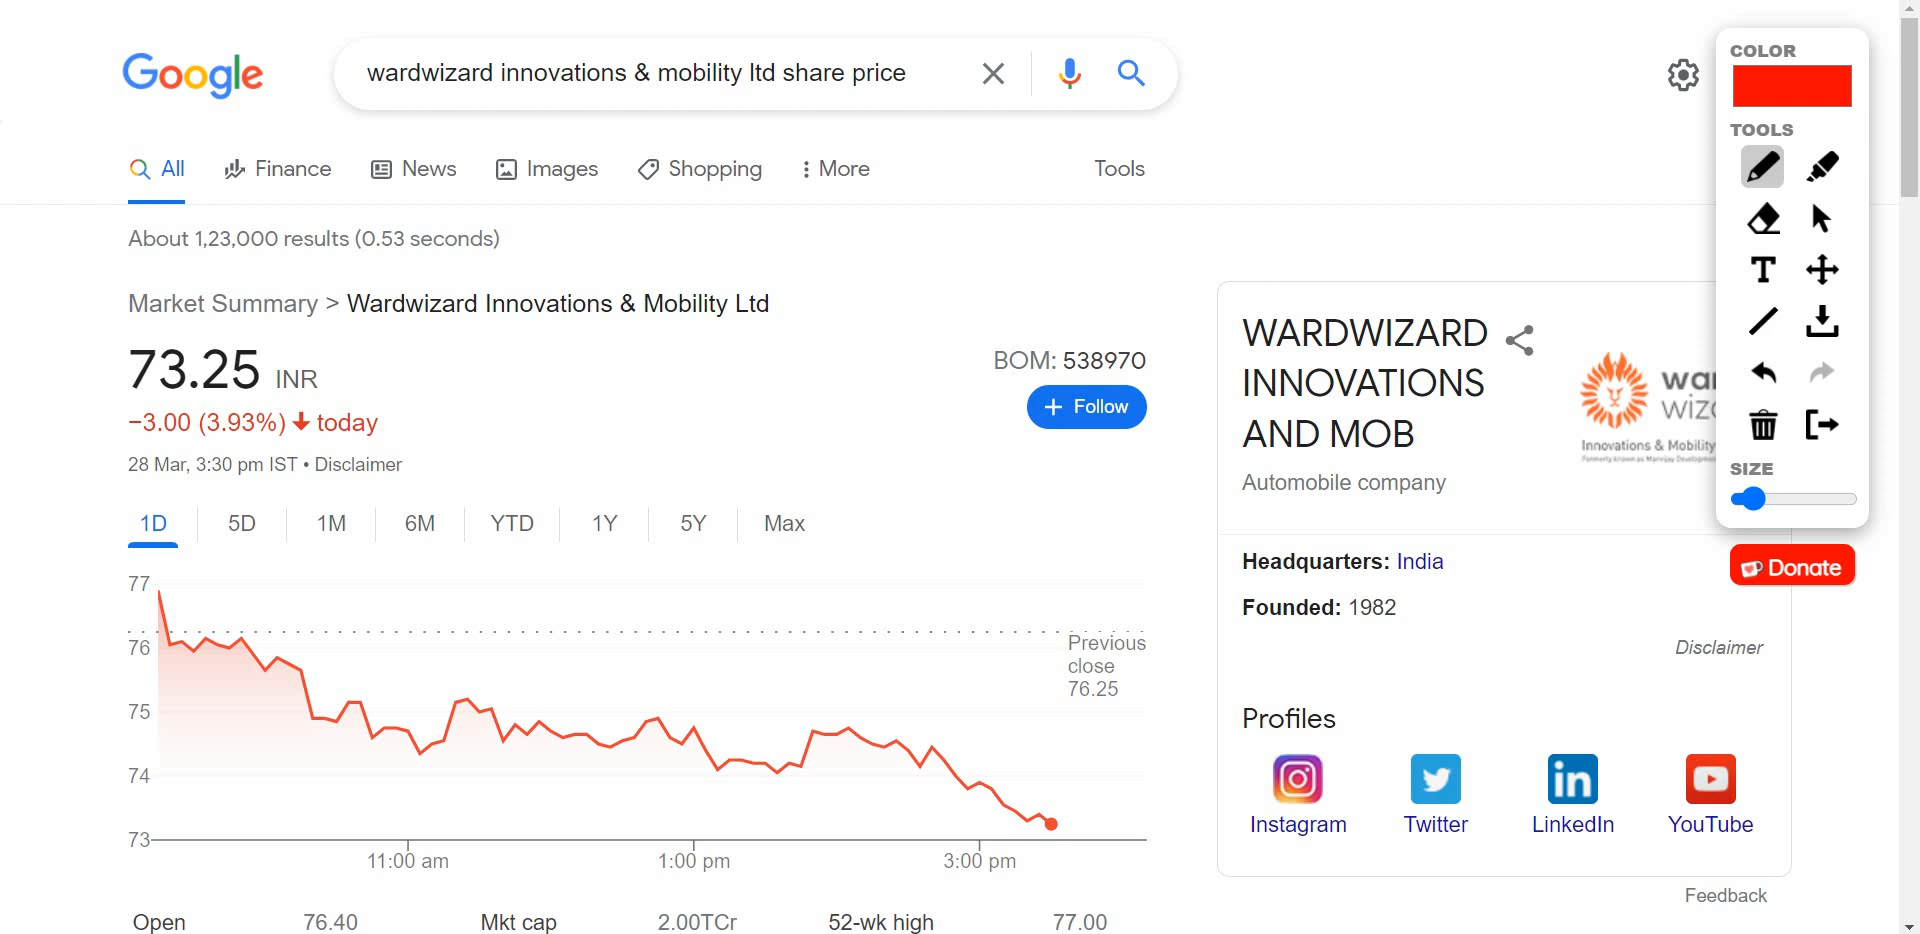 Google
wardwizard innovations & mobility ltd share price
All Finance News Images Shopping More Tools
About 1,23,000 results (0.53 seconds)
Market Summary > Wardwizard Innovations & Mobility Ltd
73.25 INR
−3.00 (3.93%) today
28 Mar, 3:30 pm IST • Disclaimer
BOM: 538970
+ Follow
1D 5D 1M 6M YTD 1Y 5Y Max
77
76
75
74
73
Previous
close
76.25
11:00 am 1:00 pm 3:00 pm
Open 76.40 Mkt cap 2.00TCr 52-wk high 77.00
WARDWIZARD
INNOVATIONS
AND MOB
Automobile company
Innovations & Mobility
Headquarters: India
Founded: 1982
Disclaimer
Profiles
Instagram Twitter LinkedIn YouTube
Feedback
COLOR
TOOLS
T
SIZE
Donate